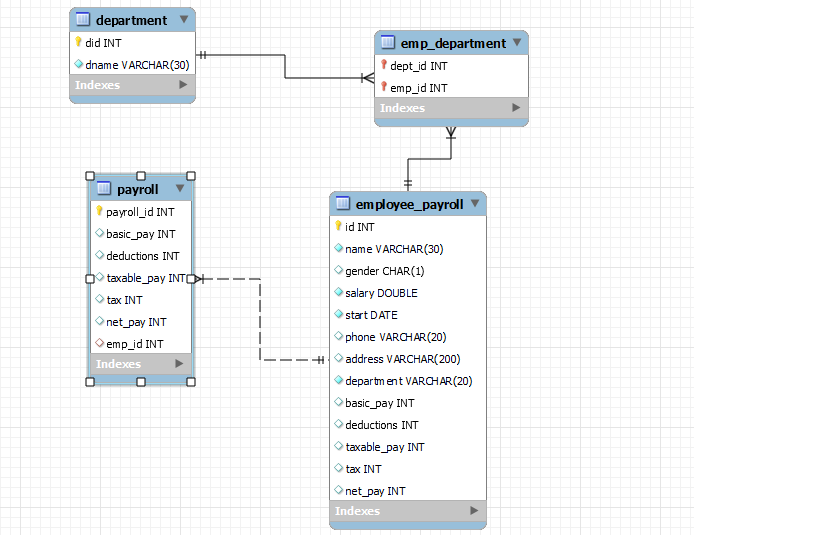 department
did INT
dname VARCHAR(30)
Indexes
emp_department
dept_id INT
emp_id INT
Indexes
payroll
payroll_id INT
basic_pay INT
deductions INT
taxable_pay INT
tax INT
net_pay INT
emp_id INT
Indexes
employee_payroll
id INT
name VARCHAR(30)
gender CHAR(1)
salary DOUBLE
start DATE
phone VARCHAR(20)
address VARCHAR(200)
department VARCHAR(20)
basic_pay INT
deductions INT
taxable_pay INT
tax INT
net_pay INT
Indexes